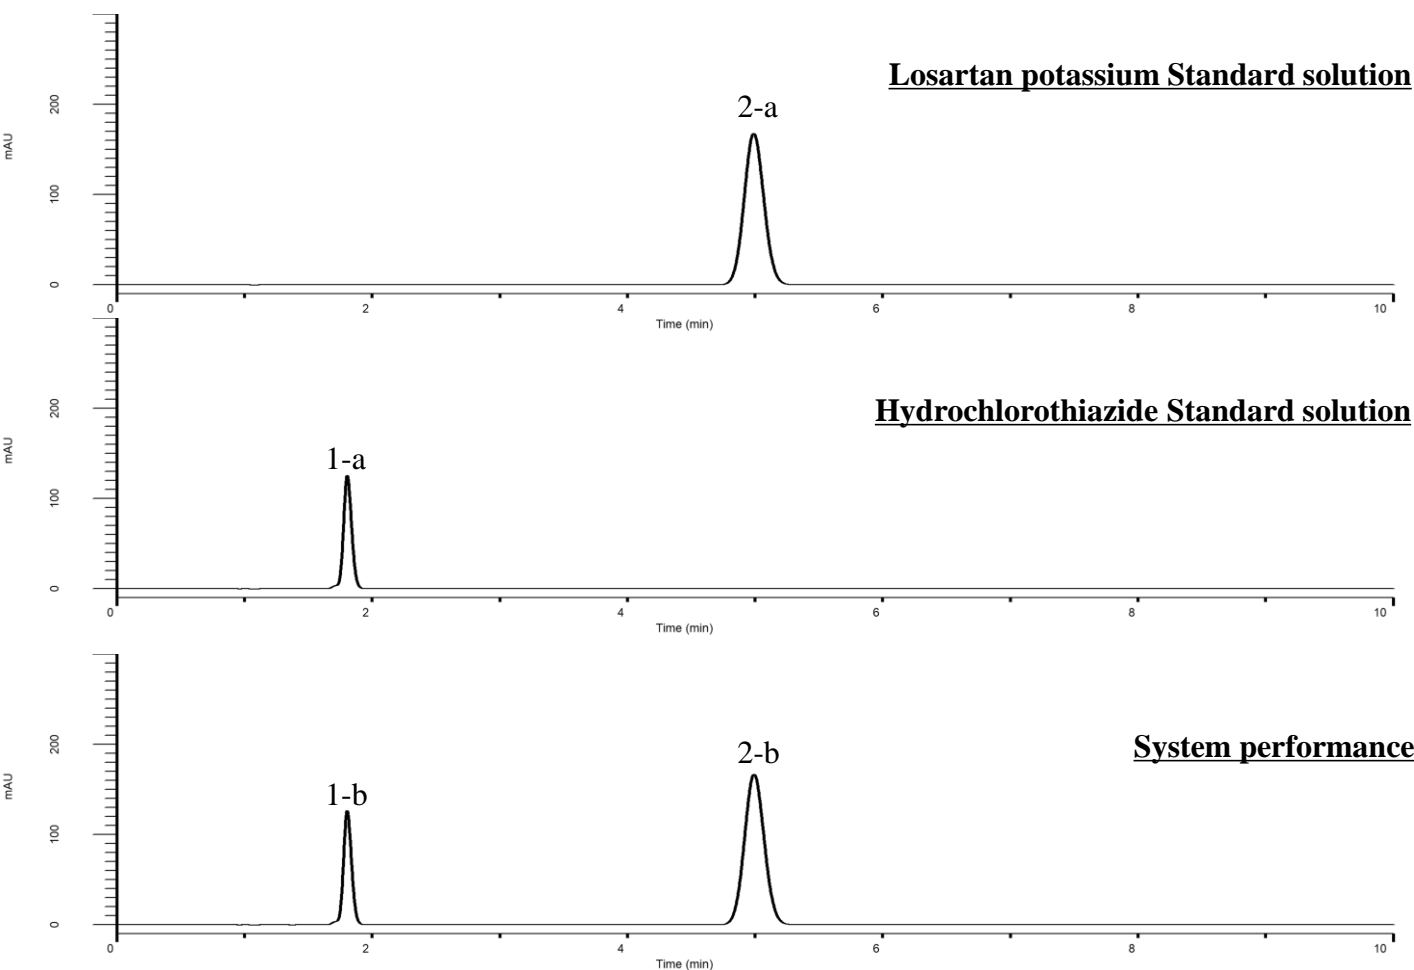 Losartan potassium Standard solution
2-a
200
100
0
mAU
0 2 4 6 8 10
Time (min)
Hydrochlorothiazide Standard solution
1-a
200
100
0
mAU
0 2 4 6 8 10
Time (min)
System performance
2-b
1-b
200
100
0
mAU
0 2 4 6 8 10
Time (min)